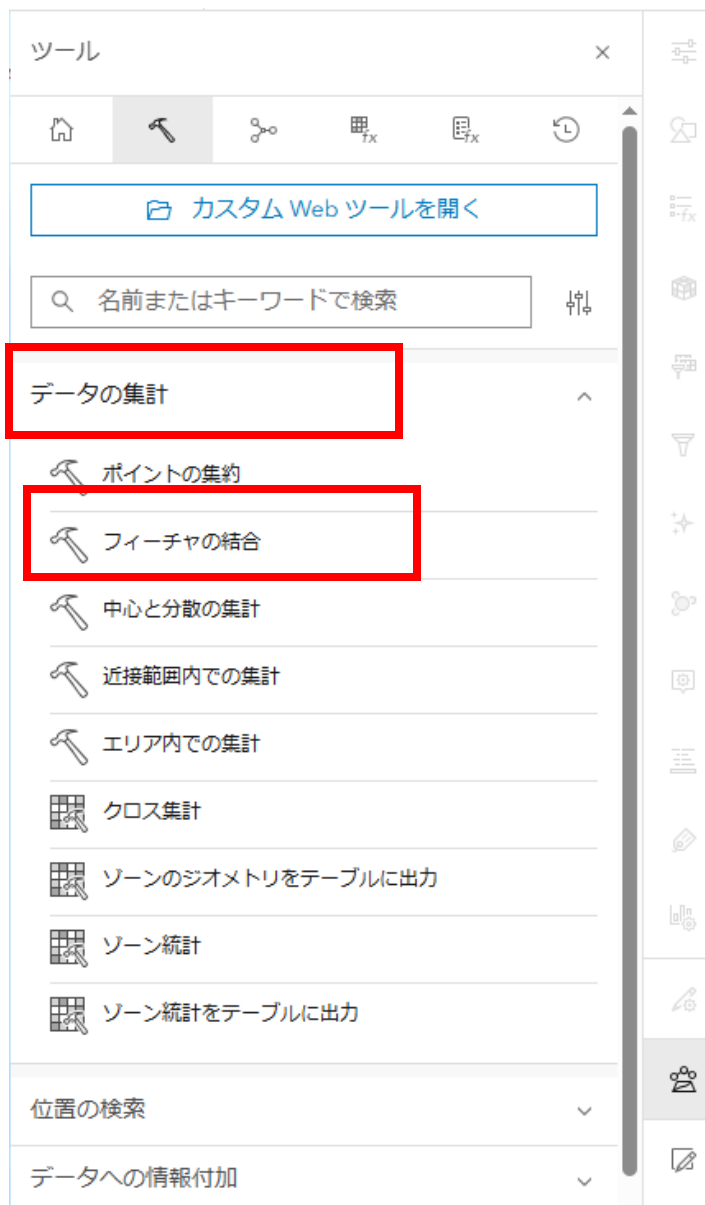 ツール
カスタム Web ツールを開く
名前またはキーワードで検索
データの集計
ポイントの集約
フィーチャの結合
中心と分散の集計
近接範囲内での集計
エリア内での集計
クロス集計
ゾーンのジオメトリをテーブルに出力
ゾーン統計
ゾーン統計をテーブルに出力
位置の検索
データへの情報付加